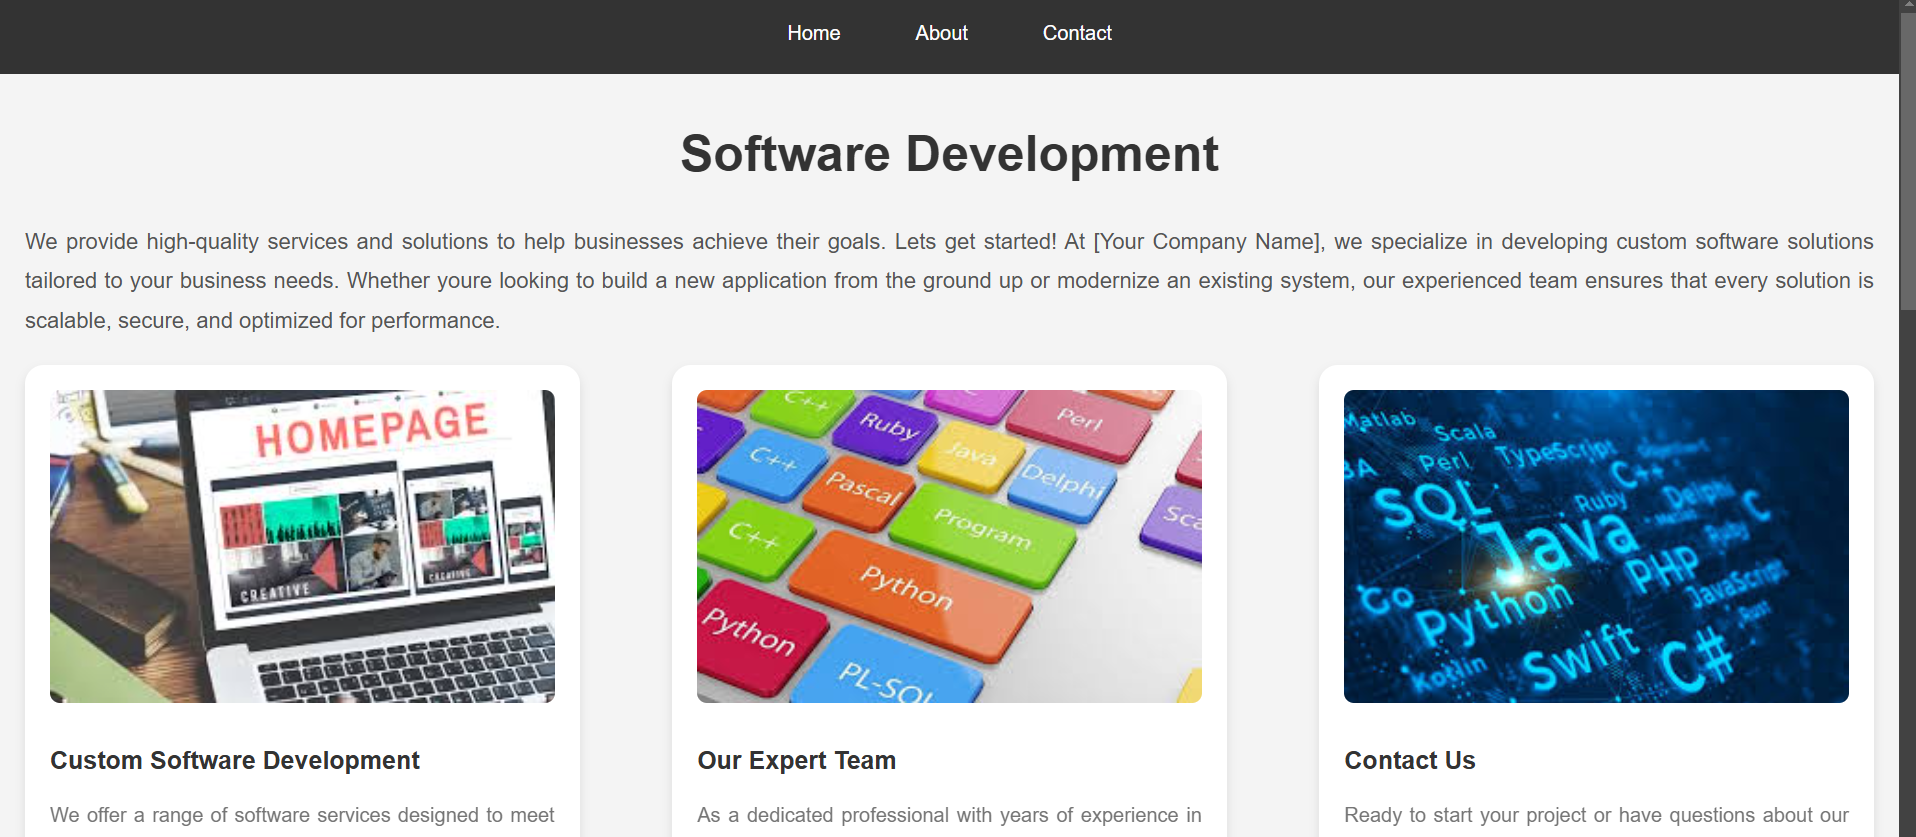 Home About Contact
Software Development
We provide high-quality services and solutions to help businesses achieve their goals. Lets get started! At [Your Company Name], we specialize in developing custom software solutions
tailored to your business needs. Whether youre looking to build a new application from the ground up or modernize an existing system, our experienced team ensures that every solution is
scalable, secure, and optimized for performance.
HOMEPAGE
CREATIVE
CREATIVE
C++
Ruby
Perl
C++
Java
Pascal
Delphi
C++
Program
Python
Python
PL-SQL
Matlab
Scala
Perl
TypeScript
C++
SQL
Ruby
Delphi
C
Java
Ruby
PHP
Go
Python
JavaScript
Rust
Kotlin
Swift
C#
Custom Software Development
We offer a range of software services designed to meet
Our Expert Team
As a dedicated professional with years of experience in
Contact Us
Ready to start your project or have questions about our